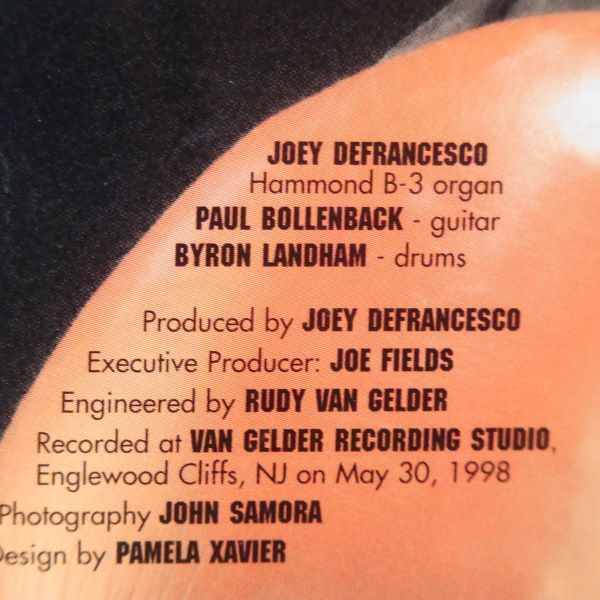 JOEY DEFRANCESCO
Hammond B-3 organ
PAUL BOLLENBACK - guitar
BYRON LANDHAM - drums
Produced by JOEY DEFRANCESCO
Executive Producer: JOE FIELDS
Engineered by RUDY VAN GELDER
Recorded at VAN GELDER RECORDING STUDIO,
Englewood Cliffs, NJ on May 30, 1998
Photography JOHN SAMORA
Design by PAMELA XAVIER